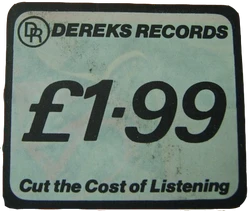 DR DEREKS RECORDS
£1·99
Cut the Cost of Listening